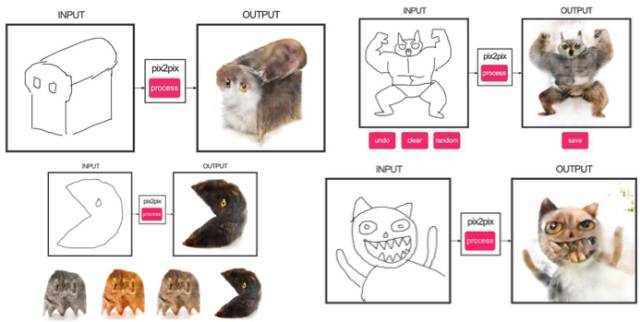 INPUT
OUTPUT
pix2pix
process
INPUT
OUTPUT
pix2pix
process
undo
clear
random
save
INPUT
OUTPUT
pix2pix
process
INPUT
OUTPUT
pix2pix
process